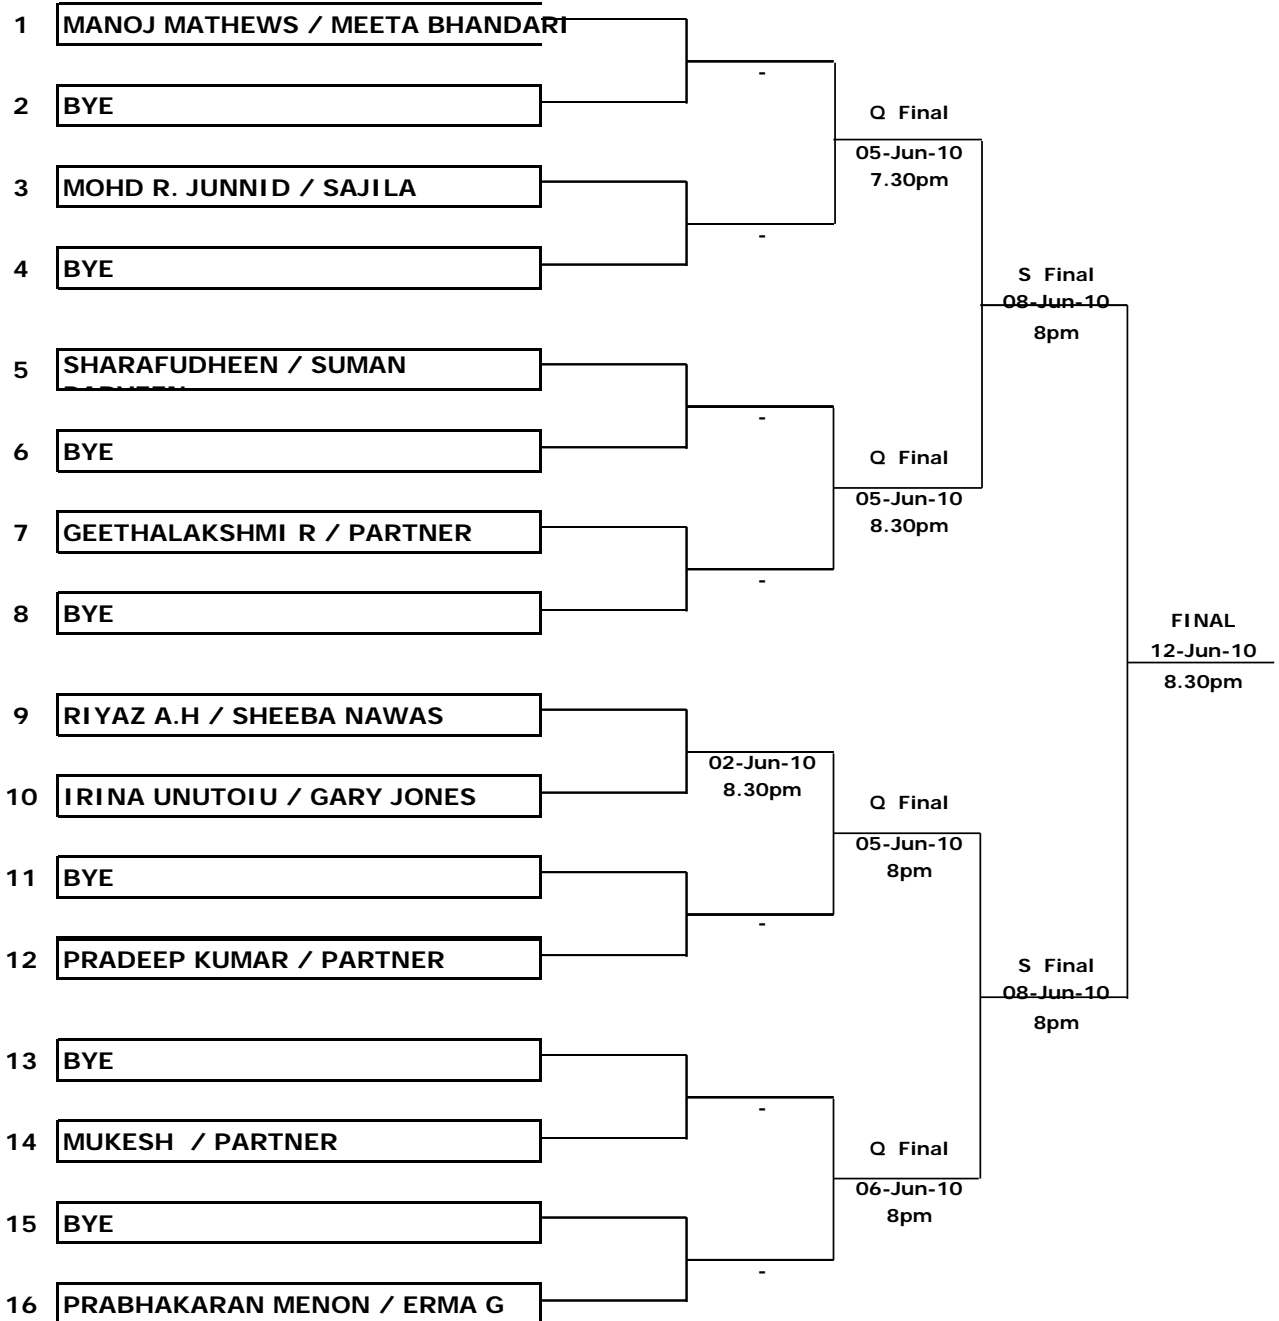 1 MANOJ MATHEWS / MEETA BHANDARI
-
2 BYE
Q Final
05-Jun-10
7.30pm
3 MOHD R. JUNNID / SAJILA
-
4 BYE
S Final
08-Jun-10
8pm
5 SHARAFUDHEEN / SUMAN
-
6 BYE
Q Final
05-Jun-10
8.30pm
7 GEETHALAKSHMI R / PARTNER
-
8 BYE
FINAL
12-Jun-10
8.30pm
9 RIYAZ A.H / SHEEBA NAWAS
02-Jun-10
8.30pm
10 IRINA UNUTOIU / GARY JONES
Q Final
05-Jun-10
8pm
11 BYE
-
12 PRADEEP KUMAR / PARTNER
S Final
08-Jun-10
8pm
13 BYE
-
14 MUKESH / PARTNER
Q Final
06-Jun-10
8pm
15 BYE
-
16 PRABHAKARAN MENON / ERMA G